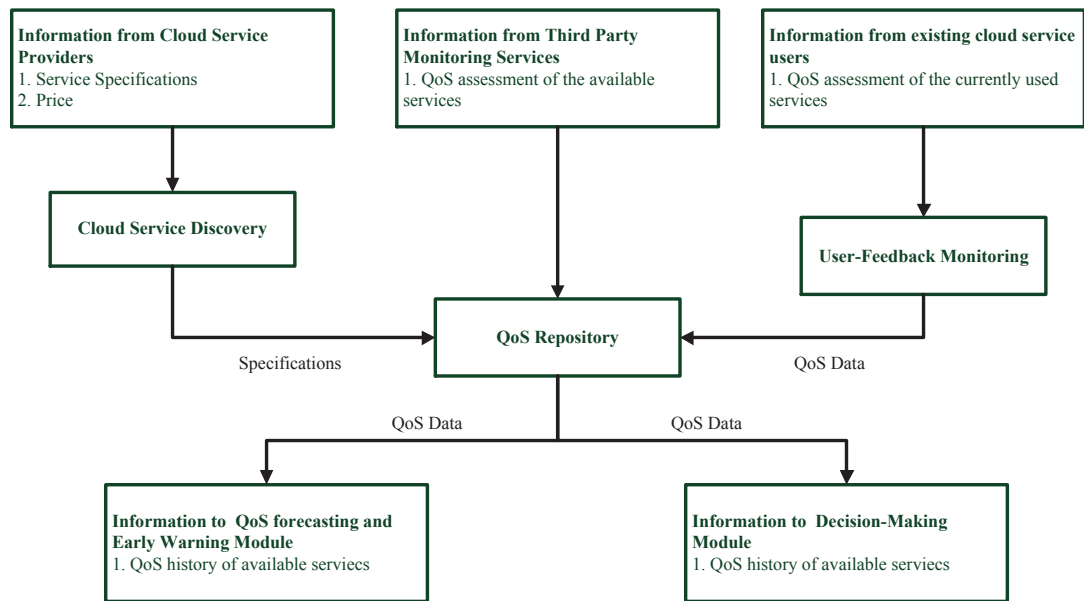 Information from Cloud Service
Providers
1. Service Specifications
2. Price
Information from Third Party
Monitoring Services
1. QoS assessment of the available
services
Information from existing cloud service
users
1. QoS assessment of the currently used
services
Cloud Service Discovery
User-Feedback Monitoring
QoS Repository
Specifications
QoS Data
QoS Data
QoS Data
Information to QoS forecasting and
Early Warning Module
1. QoS history of available serviecs
Information to Decision-Making
Module
1. QoS history of available serviecs